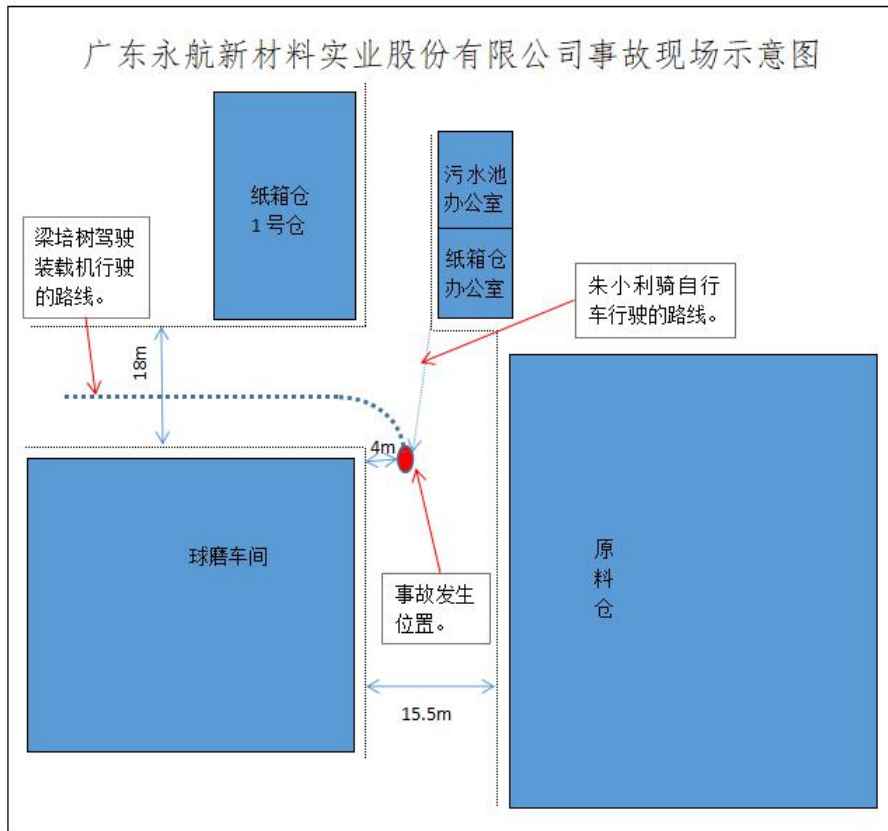 广东永航新材料实业股份有限公司事故现场示意图
污水池
办公室
纸箱仓
1号仓
梁培树驾驶
装载机行驶
的路线。
纸箱仓
办公室
朱小利骑自行
车行驶的路线。
18m
4m
球磨车间
原
料
仓
事故发生
位置。
15.5m